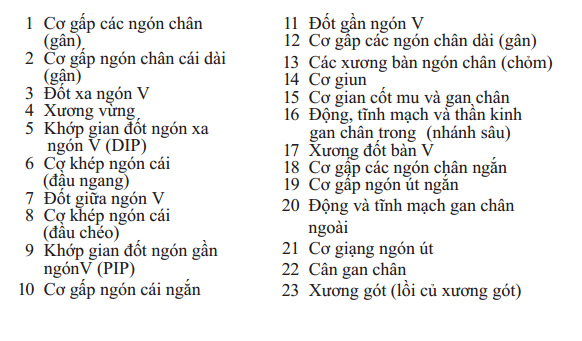 1 Cơ gấp các ngón chân
(gân)
2 Cơ gấp ngón chân cái dài
(gân)
3 Đốt xa ngón V
4 Xương vừng
5 Khớp gian đốt ngón xa
ngón V (DIP)
6 Cơ khép ngón cái
(đầu ngang)
7 Đốt giữa ngón V
8 Cơ khép ngón cái
(đầu chéo)
9 Khớp gian đốt ngón gần
ngónV (PIP)
10 Cơ gấp ngón cái ngắn
11 Đốt gần ngón V
12 Cơ gấp các ngón chân dài (gân)
13 Các xương bàn ngón chân (chỏm)
14 Cơ giun
15 Cơ gian cốt mu và gan chân
16 Động, tĩnh mạch và thần kinh
gan chân trong (nhánh sâu)
17 Xương đốt bàn V
18 Cơ gấp các ngón chân ngắn
19 Cơ gấp ngón út ngắn
20 Động và tĩnh mạch gan chân
ngoài
21 Cơ giạng ngón út
22 Cân gan chân
23 Xương gót (lồi củ xương gót)